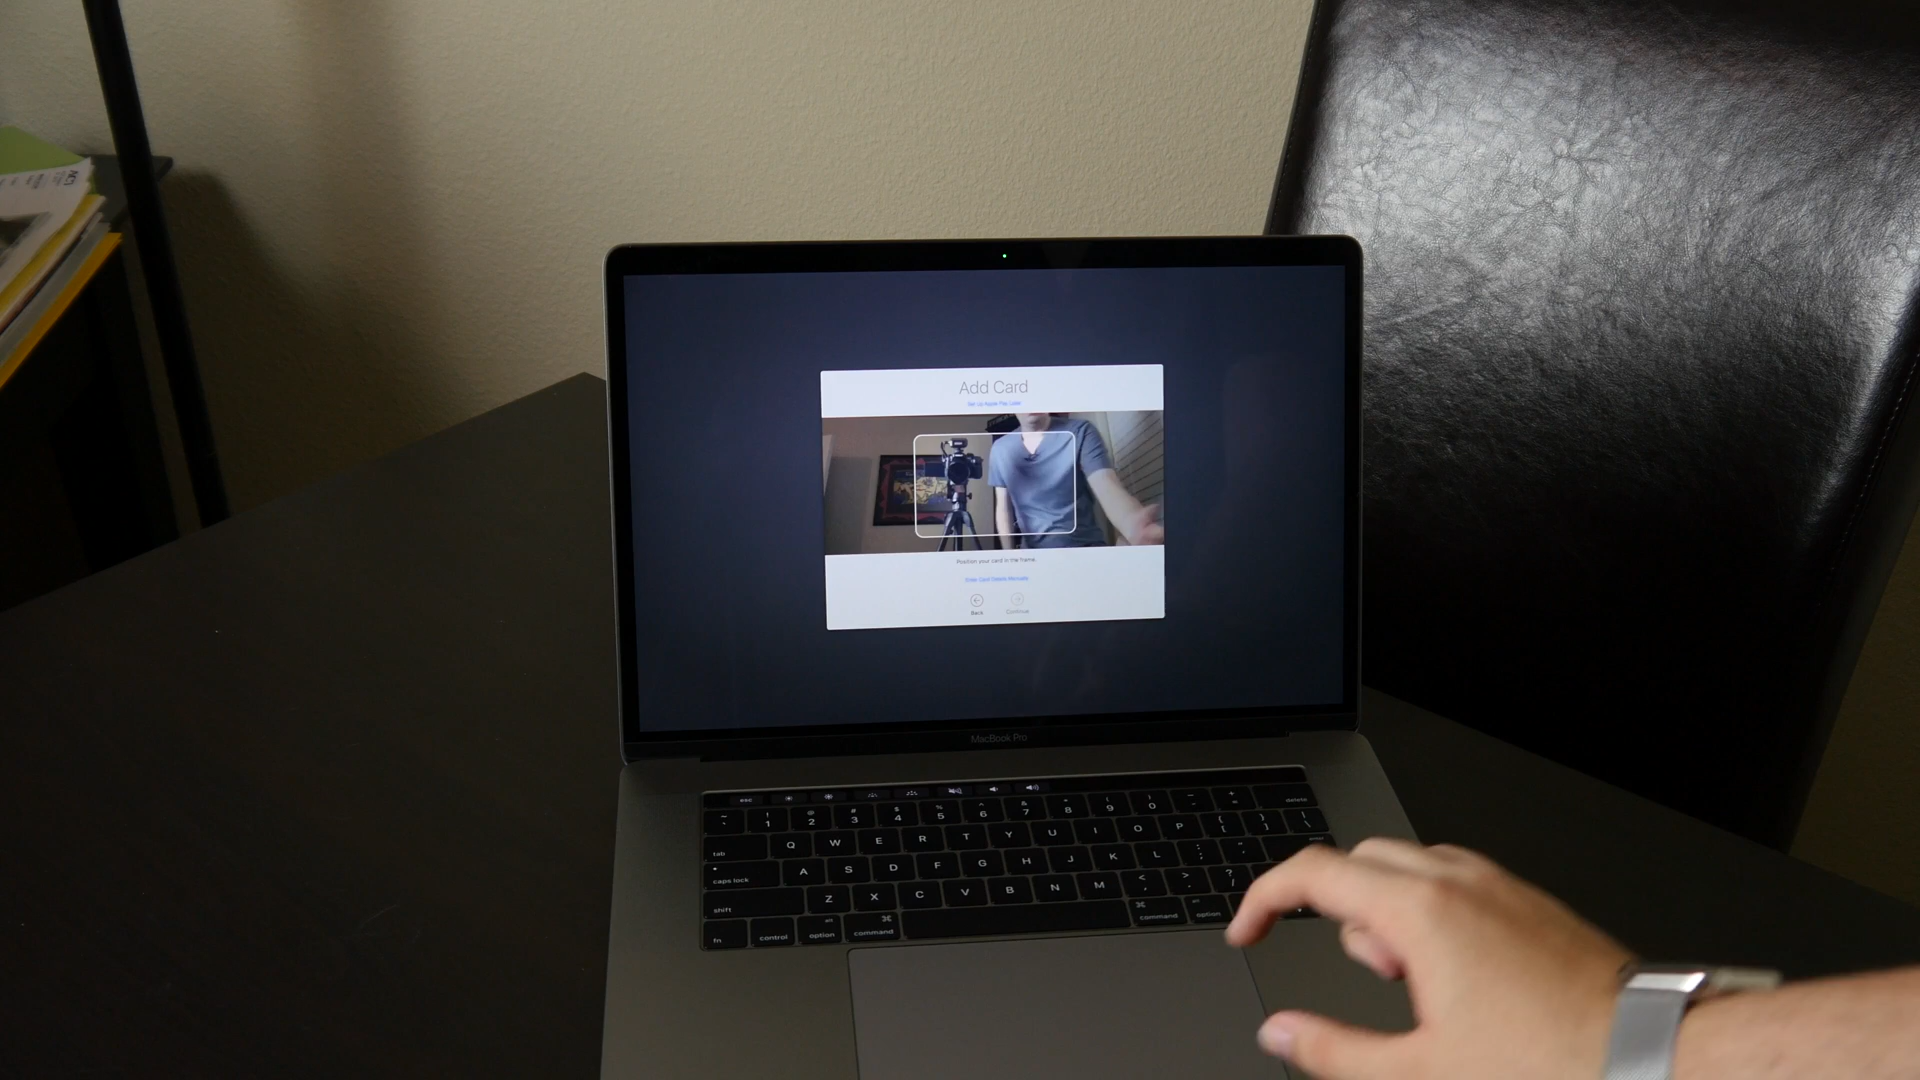 Add Card
Set Up Apple Pay Later
Position your card in the frame.
Enter Card Details Manually
Back Continue
MacBook Pro
esc
~ ! @ # $ % ^ & * ( ) _ +
` 1 2 3 4 5 6 7 8 9 0 - = delete
tab Q W E R T Y U I O P { [ } ] | \
caps lock A S D F G H J K L : ; " '
shift Z X C V B N M < , > . ? /
fn control alt option ⌘ command ⌘ command alt option